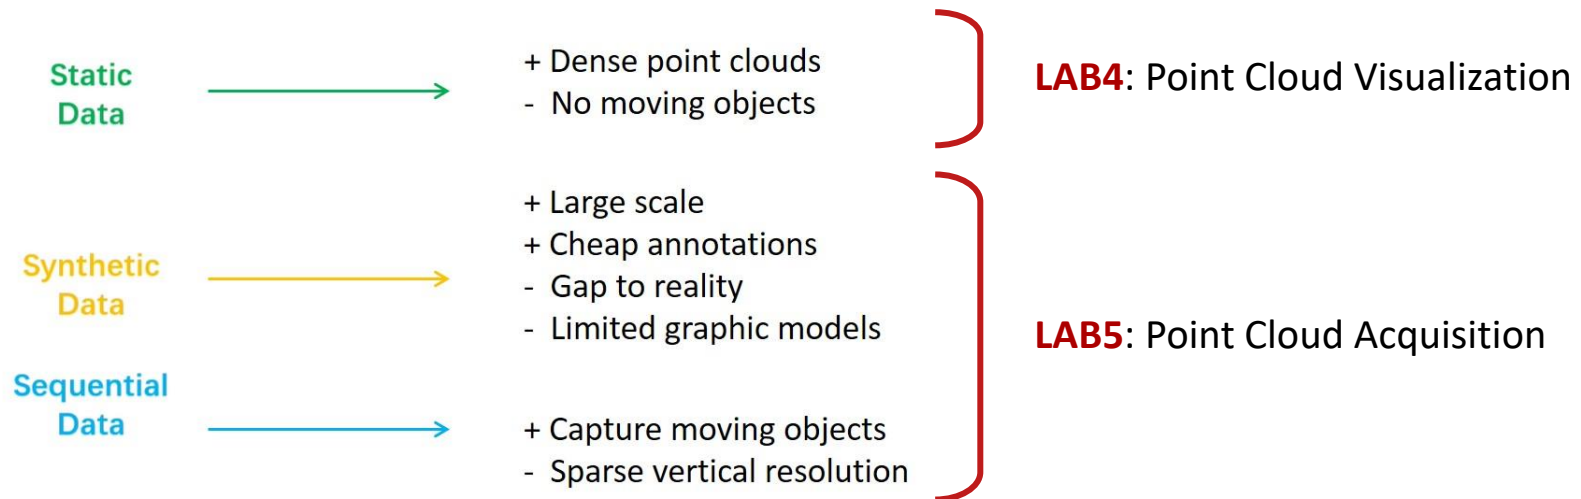 Static
Data
+ Dense point clouds
- No moving objects
LAB4: Point Cloud Visualization
Synthetic
Data
+ Large scale
+ Cheap annotations
- Gap to reality
- Limited graphic models
Sequential
Data
+ Capture moving objects
- Sparse vertical resolution
LAB5: Point Cloud Acquisition